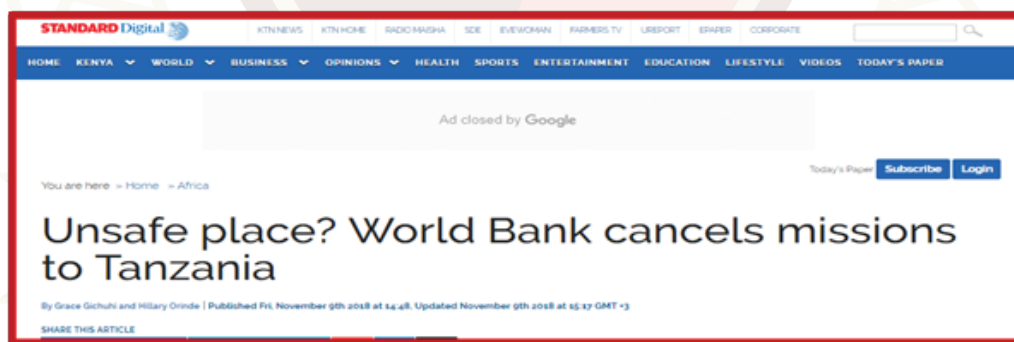 STANDARD Digital KTN NEWS KTN HOME RADIO MAISHA SDE EVEWOMAN FARMERS TV UREPORT EPAPER CORPORATE
HOME KENYA WORLD BUSINESS OPINIONS HEALTH SPORTS ENTERTAINMENT EDUCATION LIFESTYLE VIDEOS TODAY'S PAPER
Ad closed by Google
Today's Paper Subscribe Login
You are here » Home » Africa
Unsafe place? World Bank cancels missions
to Tanzania
By Grace Gichuhi and Hillary Orinde | Published Fri, November 9th 2018 at 14:48, Updated November 9th 2018 at 15:17 GMT +3
SHARE THIS ARTICLE